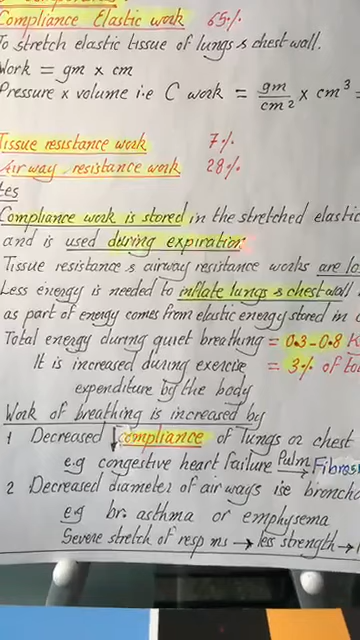 Compliance Elastic work 65%
To stretch elastic tissue of lungs & chest wall.
Work = gm x cm
Pressure x volume i.e C work = gm/cm2 x cm3 =
Tissue resistance work 7%
Airway resistance work 28%
tes
Compliance work is stored in the stretched elastic
and is used during expiration.
Tissue resistance & airway resistance works are
Less energy is needed to inflate lungs & chest wall
as part of energy comes from elastic energy stored in
Total energy during quiet breathing = 0.3-0.8
It is increased during exercise = 3% of
expenditure by the body
Work of breathing is increased by
1 Decreased ↓compliance of lungs or chest
e.g congestive heart failure Pulm Fibros
2 Decreased diameter of airways ise bronch
e.g br. asthma or emphysema
Severe stretch of resp ms → less strength →